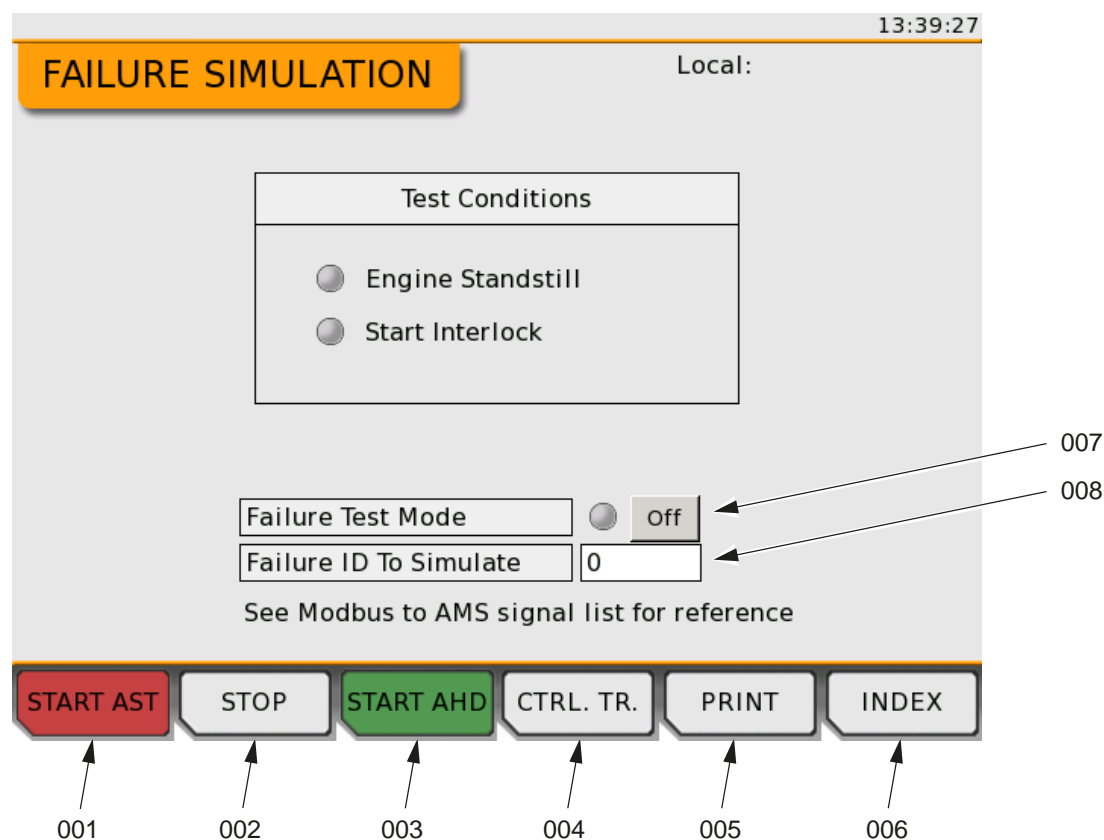 13:39:27
FAILURE SIMULATION
Local:
Test Conditions
Engine Standstill
Start Interlock
007
008
Failure Test Mode Off
Failure ID To Simulate 0
See Modbus to AMS signal list for reference
START AST STOP START AHD CTRL. TR. PRINT INDEX
001 002 003 004 005 006